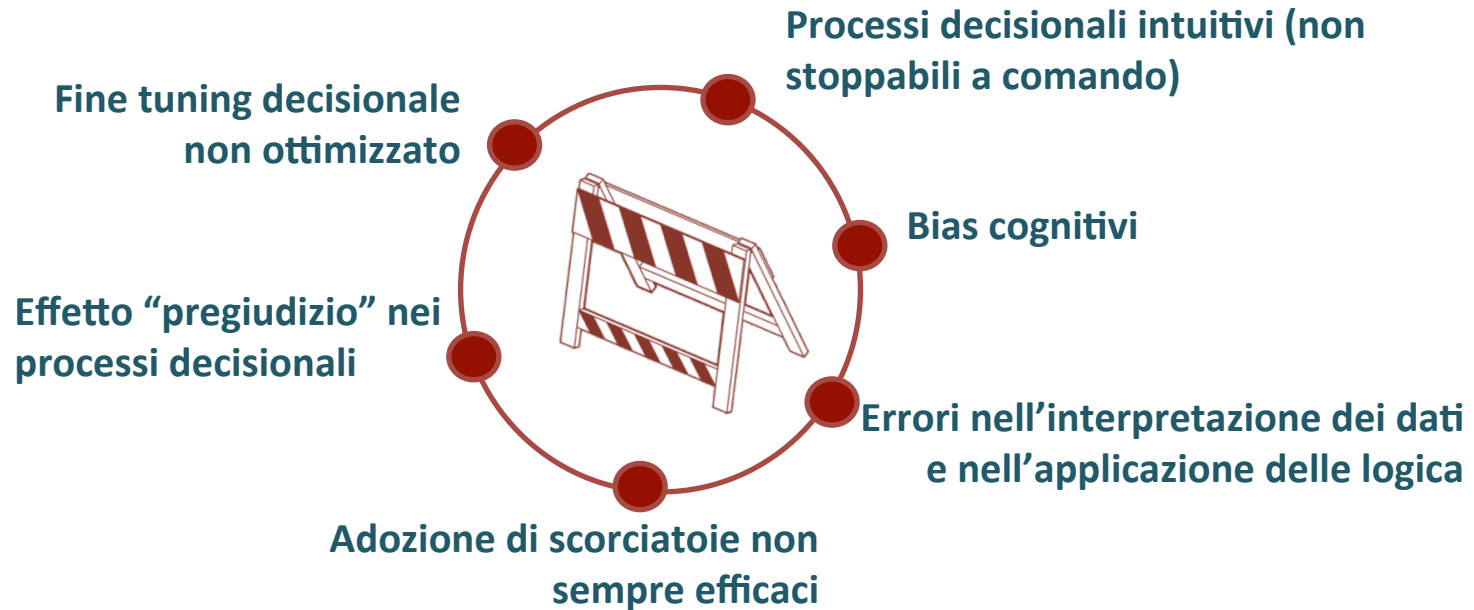 Processi decisionali intuitivi (non
stoppabili a comando)
Fine tuning decisionale
non ottimizzato
Bias cognitivi
Effetto “pregiudizio” nei
processi decisionali
Errori nell’interpretazione dei dati
e nell’applicazione delle logica
Adozione di scorciatoie non
sempre efficaci